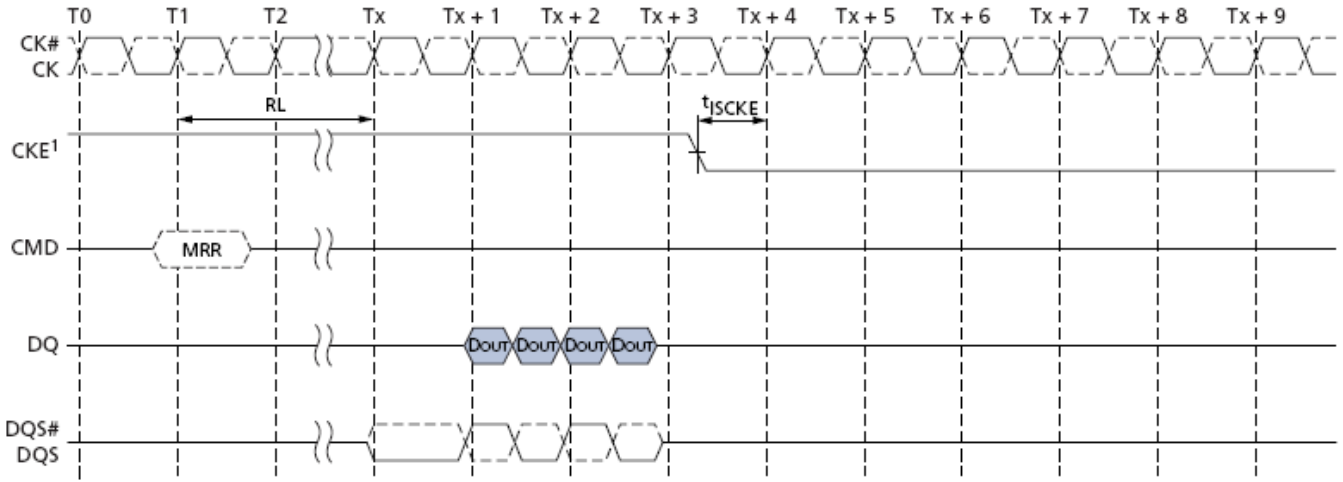 T0 T1 T2 Tx Tx + 1 Tx + 2 Tx + 3 Tx + 4 Tx + 5 Tx + 6 Tx + 7 Tx + 8 Tx + 9
CK#
CK
RL
tISCKE
CKE1
CMD MRR
DQ DOUT DOUT DOUT DOUT
DQS#
DQS